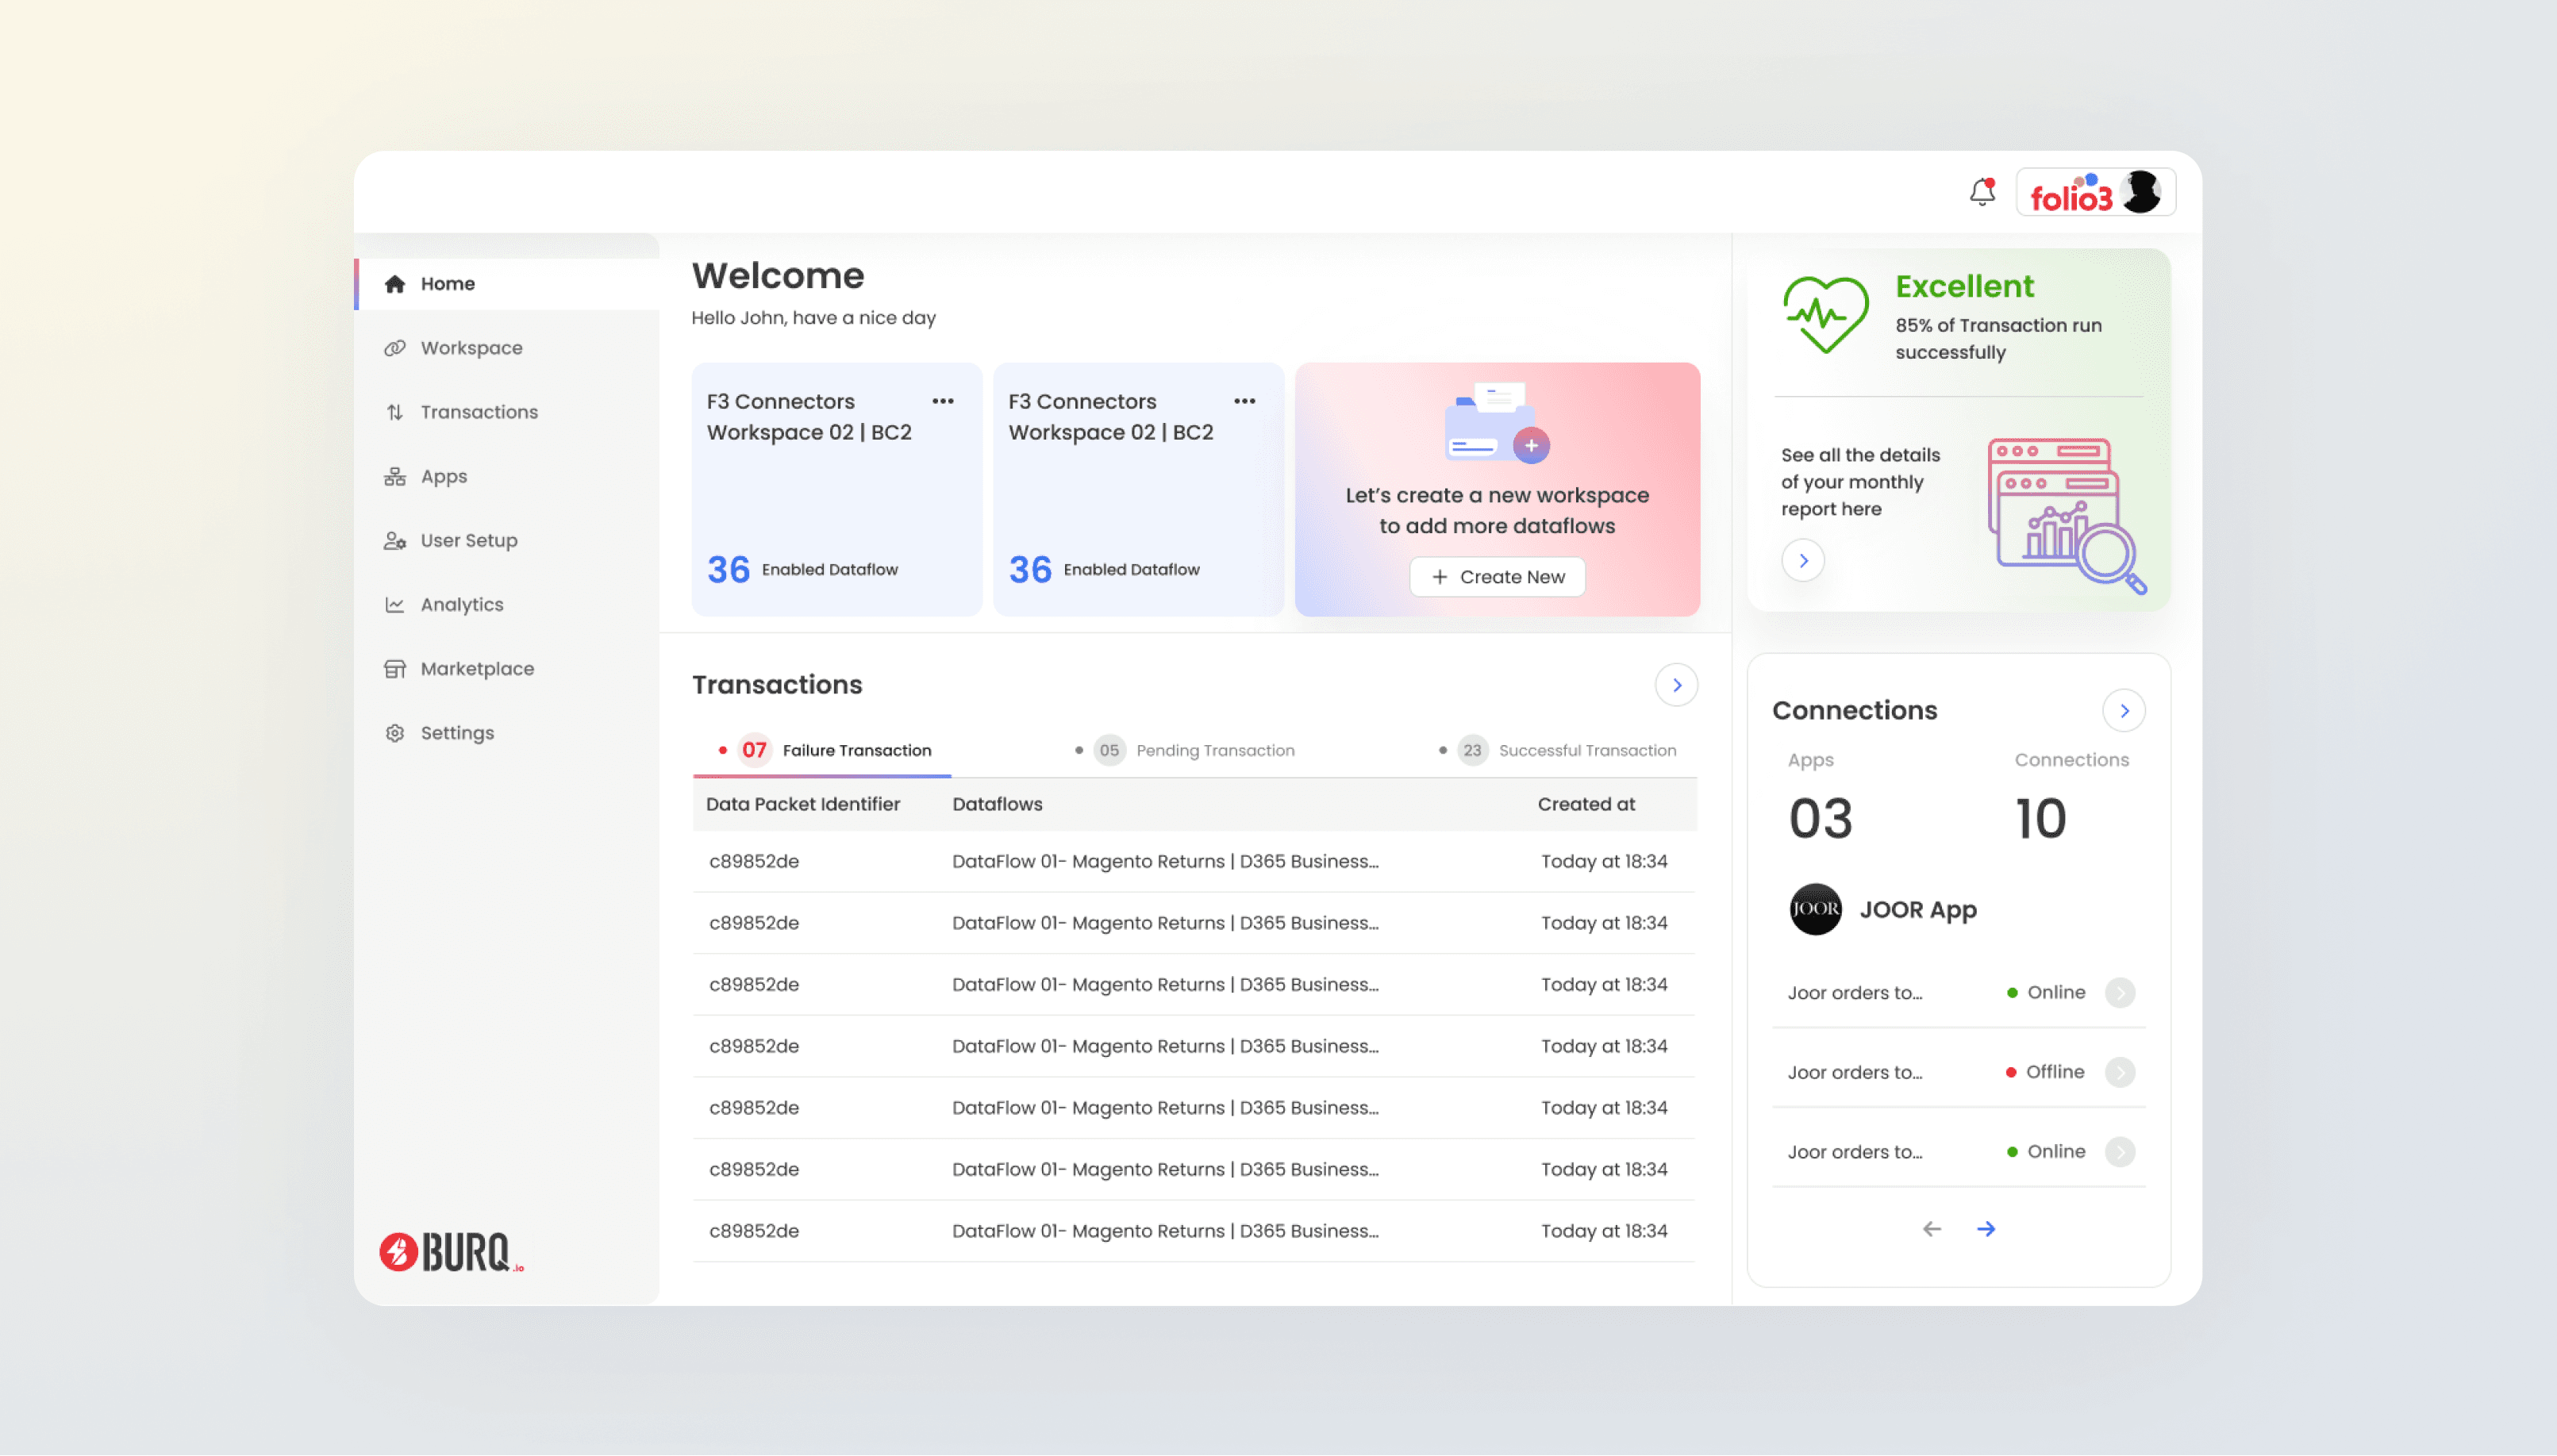 folio3
Home
Workspace
Transactions
Apps
User Setup
Analytics
Marketplace
Settings
BURQ.io
Welcome
Hello John, have a nice day
F3 Connectors
Workspace 02 | BC2
36 Enabled Dataflow
F3 Connectors
Workspace 02 | BC2
36 Enabled Dataflow
Let’s create a new workspace
to add more dataflows
+ Create New
Transactions
07 Failure Transaction
05 Pending Transaction
23 Successful Transaction
Data Packet Identifier Dataflows Created at
c89852de DataFlow 01- Magento Returns | D365 Business... Today at 18:34
c89852de DataFlow 01- Magento Returns | D365 Business... Today at 18:34
c89852de DataFlow 01- Magento Returns | D365 Business... Today at 18:34
c89852de DataFlow 01- Magento Returns | D365 Business... Today at 18:34
c89852de DataFlow 01- Magento Returns | D365 Business... Today at 18:34
c89852de DataFlow 01- Magento Returns | D365 Business... Today at 18:34
c89852de DataFlow 01- Magento Returns | D365 Business... Today at 18:34
Excellent
85% of Transaction run
successfully
See all the details
of your monthly
report here
Connections
Apps Connections
03 10
JOOR JOOR App
Joor orders to... Online
Joor orders to... Offline
Joor orders to... Online